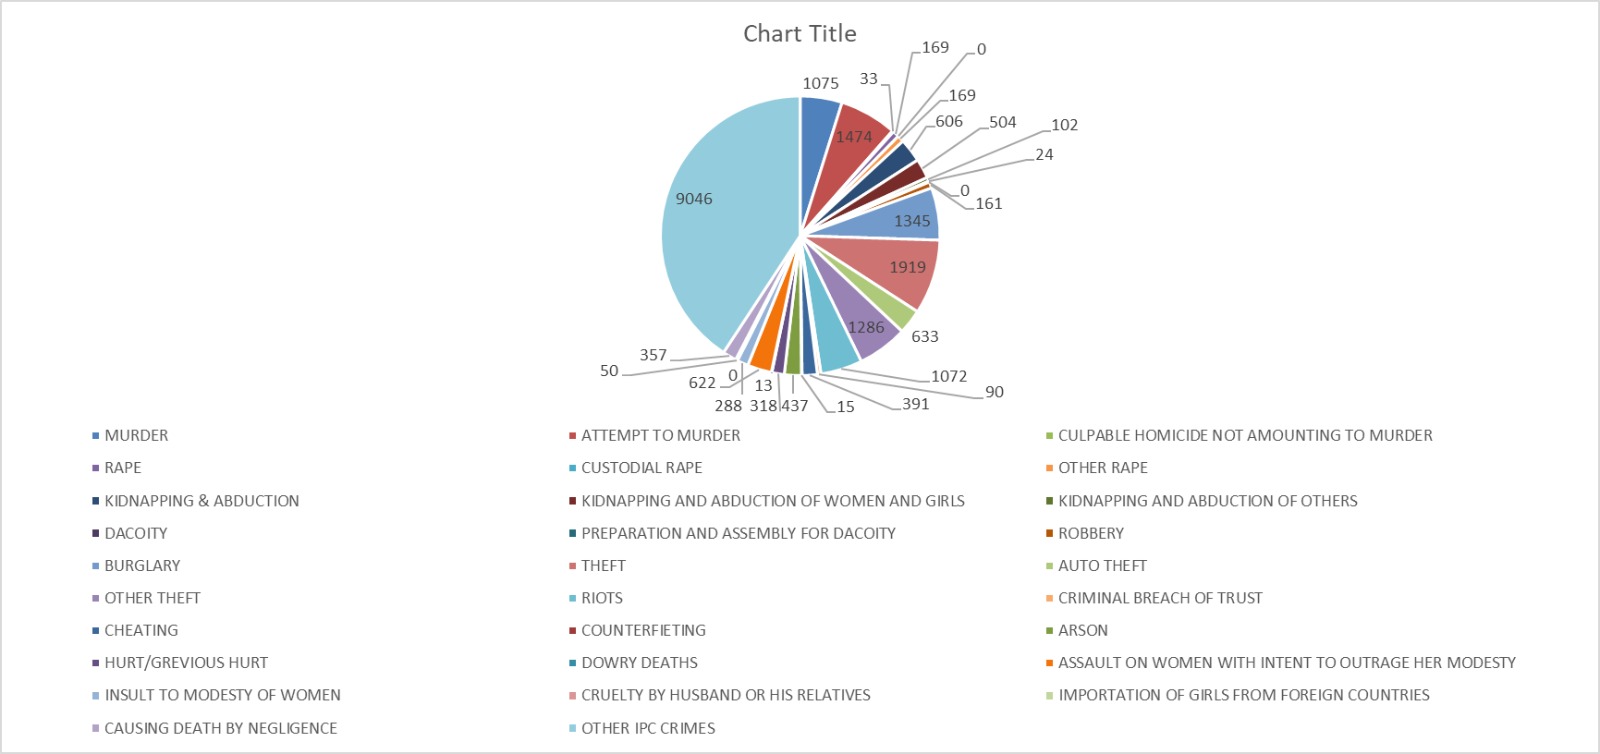 Chart Title
1075
1474
33
169
0
169
606
504
102
24
0
161
1345
1919
633
1286
1072
90
391
15
437
318
13
622
288
0
50
357
9046
MURDER
ATTEMPT TO MURDER
CULPABLE HOMICIDE NOT AMOUNTING TO MURDER
RAPE
CUSTODIAL RAPE
OTHER RAPE
KIDNAPPING & ABDUCTION
KIDNAPPING AND ABDUCTION OF WOMEN AND GIRLS
KIDNAPPING AND ABDUCTION OF OTHERS
DACOITY
PREPARATION AND ASSEMBLY FOR DACOITY
ROBBERY
BURGLARY
THEFT
AUTO THEFT
OTHER THEFT
RIOTS
CRIMINAL BREACH OF TRUST
CHEATING
COUNTERFIETING
ARSON
HURT/GREVIOUS HURT
DOWRY DEATHS
ASSAULT ON WOMEN WITH INTENT TO OUTRAGE HER MODESTY
INSULT TO MODESTY OF WOMEN
CRUELTY BY HUSBAND OR HIS RELATIVES
IMPORTATION OF GIRLS FROM FOREIGN COUNTRIES
CAUSING DEATH BY NEGLIGENCE
OTHER IPC CRIMES